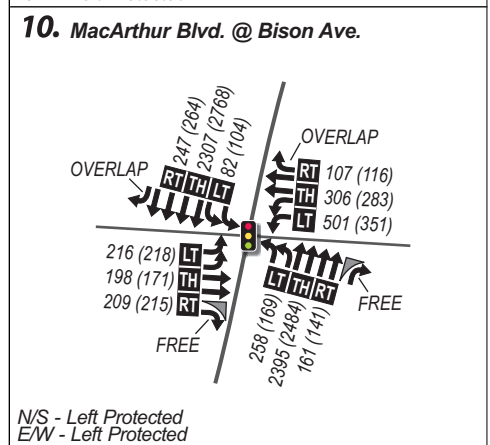 10. MacArthur Blvd. @ Bison Ave.
247 (264)
2307 (2768)
82 (104)
OVERLAP
RT TH LT
OVERLAP
RT 107 (116)
TH 306 (283)
LT 501 (351)
216 (218) LT
198 (171) TH
209 (215) RT
FREE
LT TH RT
FREE
258 (169)
2395 (2484)
161 (141)
N/S - Left Protected
E/W - Left Protected